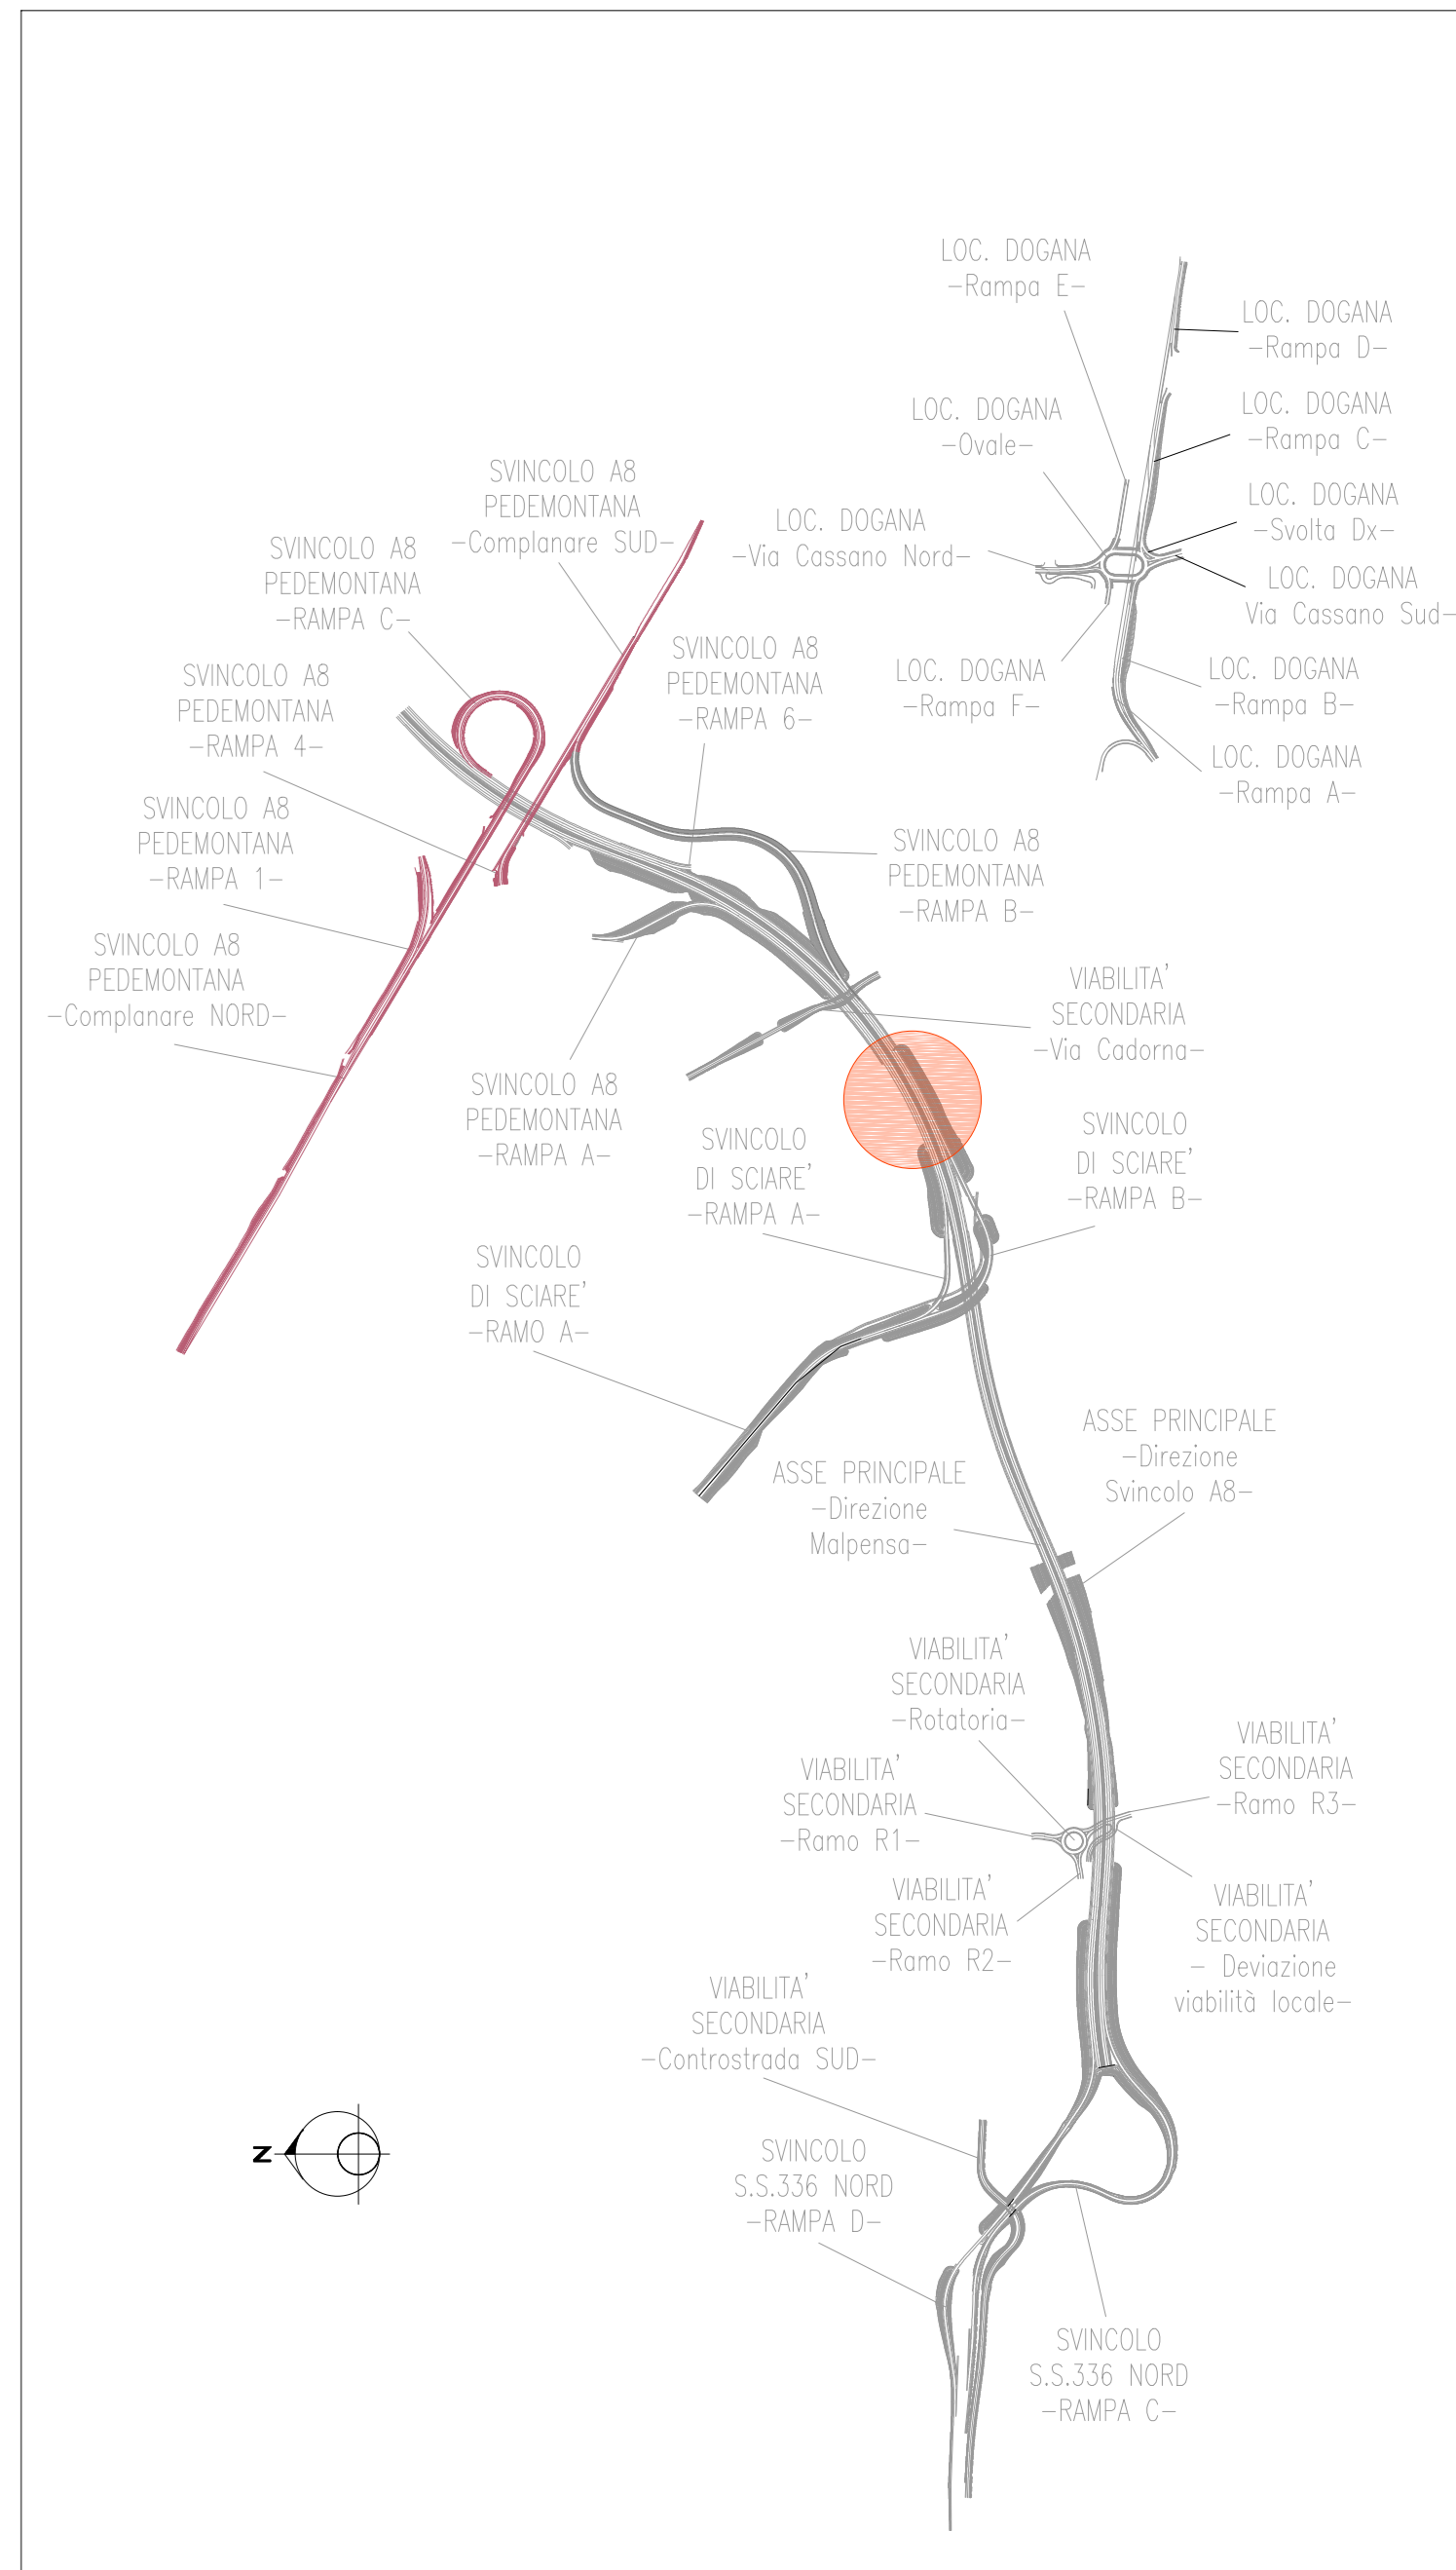 LOC. DOGANA
-Rampa E-
LOC. DOGANA
-Rampa D-
LOC. DOGANA
-Ovale-
LOC. DOGANA
-Rampa C-
SVINCOLO A8
PEDEMONTANA
-Complanare SUD-
LOC. DOGANA
-Svolta Dx-
LOC. DOGANA
-Via Cassano Nord-
SVINCOLO A8
PEDEMONTANA
-RAMPA C-
LOC. DOGANA
Via Cassano Sud-
SVINCOLO A8
PEDEMONTANA
-RAMPA 6-
LOC. DOGANA
-Rampa F-
LOC. DOGANA
-Rampa B-
SVINCOLO A8
PEDEMONTANA
-RAMPA 4-
LOC. DOGANA
-Rampa A-
SVINCOLO A8
PEDEMONTANA
-RAMPA 1-
SVINCOLO A8
PEDEMONTANA
-RAMPA B-
SVINCOLO A8
PEDEMONTANA
-Complanare NORD-
VIABILITA'
SECONDARIA
-Via Cadorna-
SVINCOLO A8
PEDEMONTANA
-RAMPA A-
SVINCOLO
DI SCIARE'
-RAMPA A-
SVINCOLO
DI SCIARE'
-RAMPA B-
SVINCOLO
DI SCIARE'
-RAMO A-
ASSE PRINCIPALE
-Direzione
Svincolo A8-
ASSE PRINCIPALE
-Direzione
Malpensa-
VIABILITA'
SECONDARIA
-Rotatoria-
VIABILITA'
SECONDARIA
-Ramo R3-
VIABILITA'
SECONDARIA
-Ramo R1-
VIABILITA'
SECONDARIA
-Ramo R2-
VIABILITA'
SECONDARIA
- Deviazione
viabilità locale-
VIABILITA'
SECONDARIA
-Controstrada SUD-
N
SVINCOLO
S.S.336 NORD
-RAMPA D-
SVINCOLO
S.S.336 NORD
-RAMPA C-